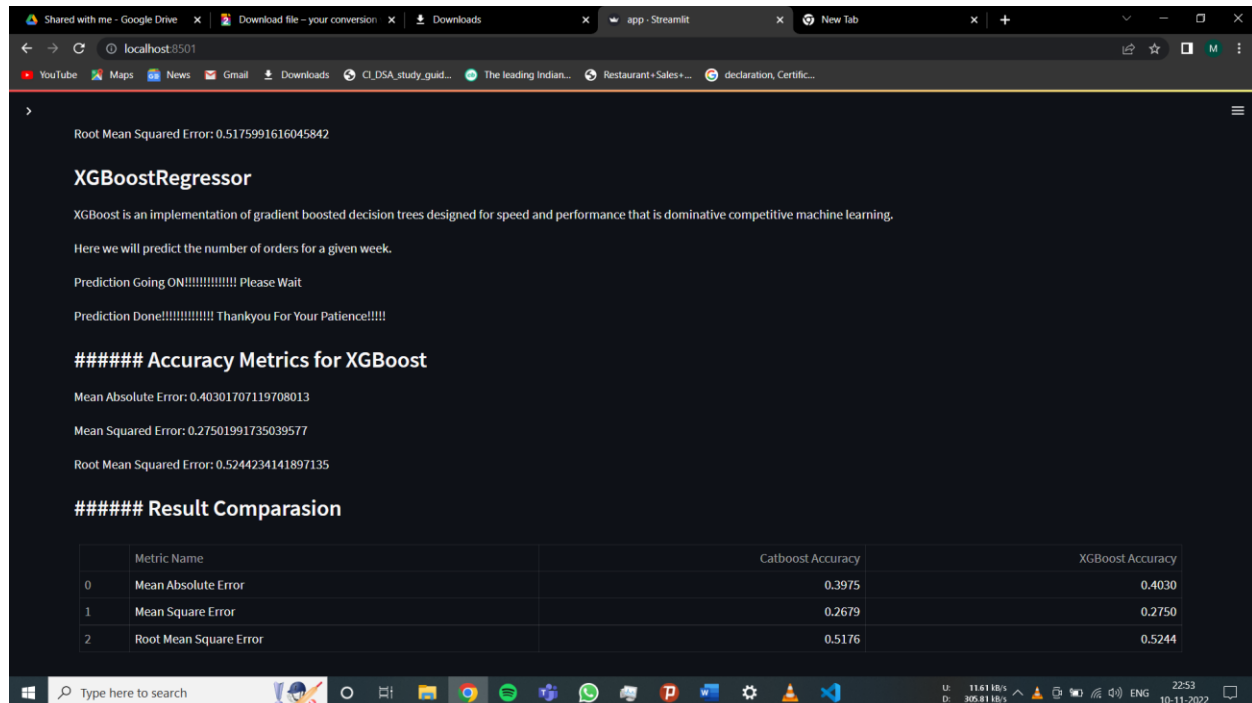 Shared with me - Google Drive
Download file – your conversion
Downloads
app · Streamlit
New Tab
localhost:8501
YouTube Maps News Gmail Downloads CI_DSA_study_guid... The leading Indian... Restaurant+Sales+... declaration, Certific...
Root Mean Squared Error: 0.5175991616045842
XGBoostRegressor
XGBoost is an implementation of gradient boosted decision trees designed for speed and performance that is dominative competitive machine learning.
Here we will predict the number of orders for a given week.
Prediction Going ON!!!!!!!!!!!!!! Please Wait
Prediction Done!!!!!!!!!!!!!! Thankyou For Your Patience!!!!!
###### Accuracy Metrics for XGBoost
Mean Absolute Error: 0.40301707119708013
Mean Squared Error: 0.27501991735039577
Root Mean Squared Error: 0.5244234141897135
###### Result Comparasion
Metric Name Catboost Accuracy XGBoost Accuracy
0 Mean Absolute Error 0.3975 0.4030
1 Mean Square Error 0.2679 0.2750
2 Root Mean Square Error 0.5176 0.5244
Type here to search
U: 11.61 kB/s
D: 305.81 kB/s
ENG
22:53
10-11-2022